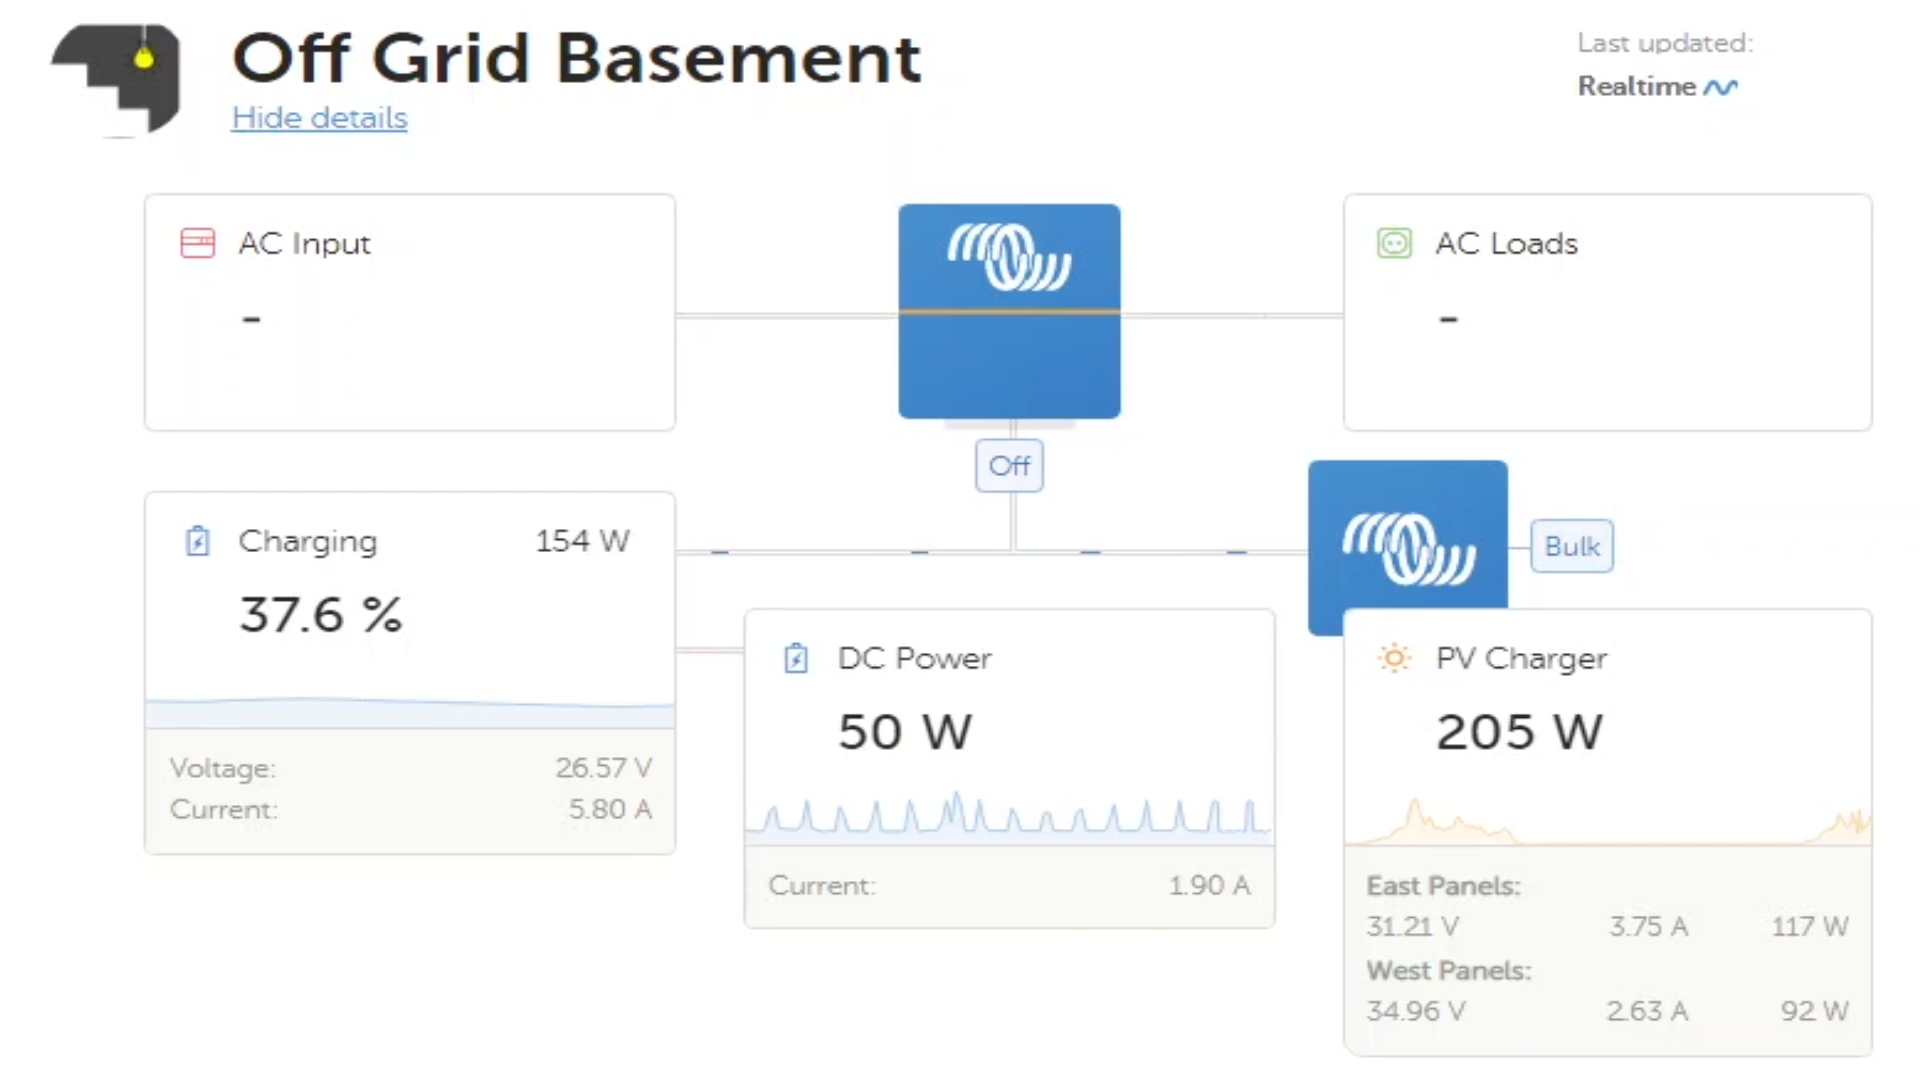 Off Grid Basement
Hide details
Last updated:
Realtime
AC Input
-
AC Loads
-
Off
Charging 154 W
37.6 %
Voltage: 26.57 V
Current: 5.80 A
Bulk
DC Power
50 W
Current: 1.90 A
PV Charger
205 W
East Panels:
31.21 V 3.75 A 117 W
West Panels:
34.96 V 2.63 A 92 W